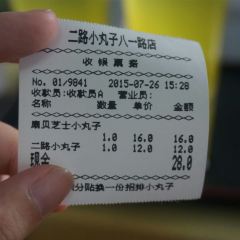 二路小丸子八一路店
收银票据
No. 01/9841 2015-07-26 15:28
收款员:收款员A 营业员:
名称 数量 单价 金额
扇贝芝士小丸子
1.0 16.0 16.0
二路小丸子 1.0 12.0 12.0
现金 28.0
分贴换一份招牌小丸子